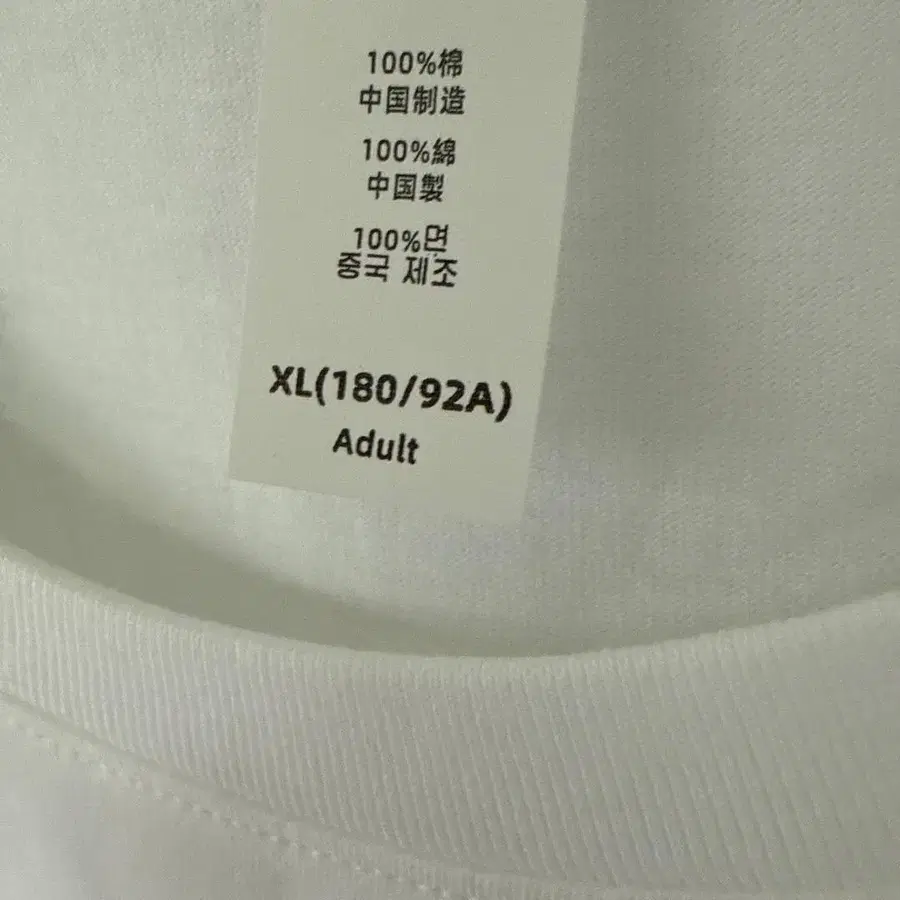 100%棉
中国制造
100%綿
中国製
100%면
중국 제조
XL(180/92A)
Adult